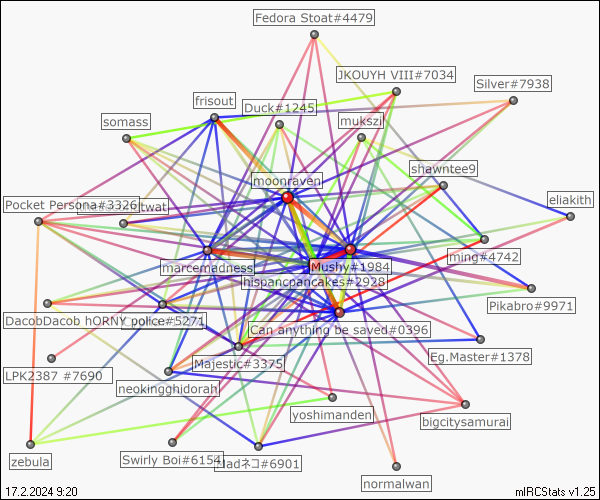 Fedora Stoat#4479
JKOUYH VIII#7034
Silver#7938
frisout
Duck#1245
somass
mukszi
shawntee9
moonraven
eliakith
Pocket Persona#3326
twat
ming#4742
marcemadness
Mushy#1984
hispancpancakes#2928
Pikabro#9971
DacobDacob hORNY police#5271
Can anything be saved#0396
Eg.Master#1378
Majestic#3375
LPK2387 #7690
neokingghidorah
yoshimanden
bigcitysamurai
zebula
Swirly Boi#6154
ladネコ#6901
normalwan
17.2.2024 9:20
mIRCStats v1.25